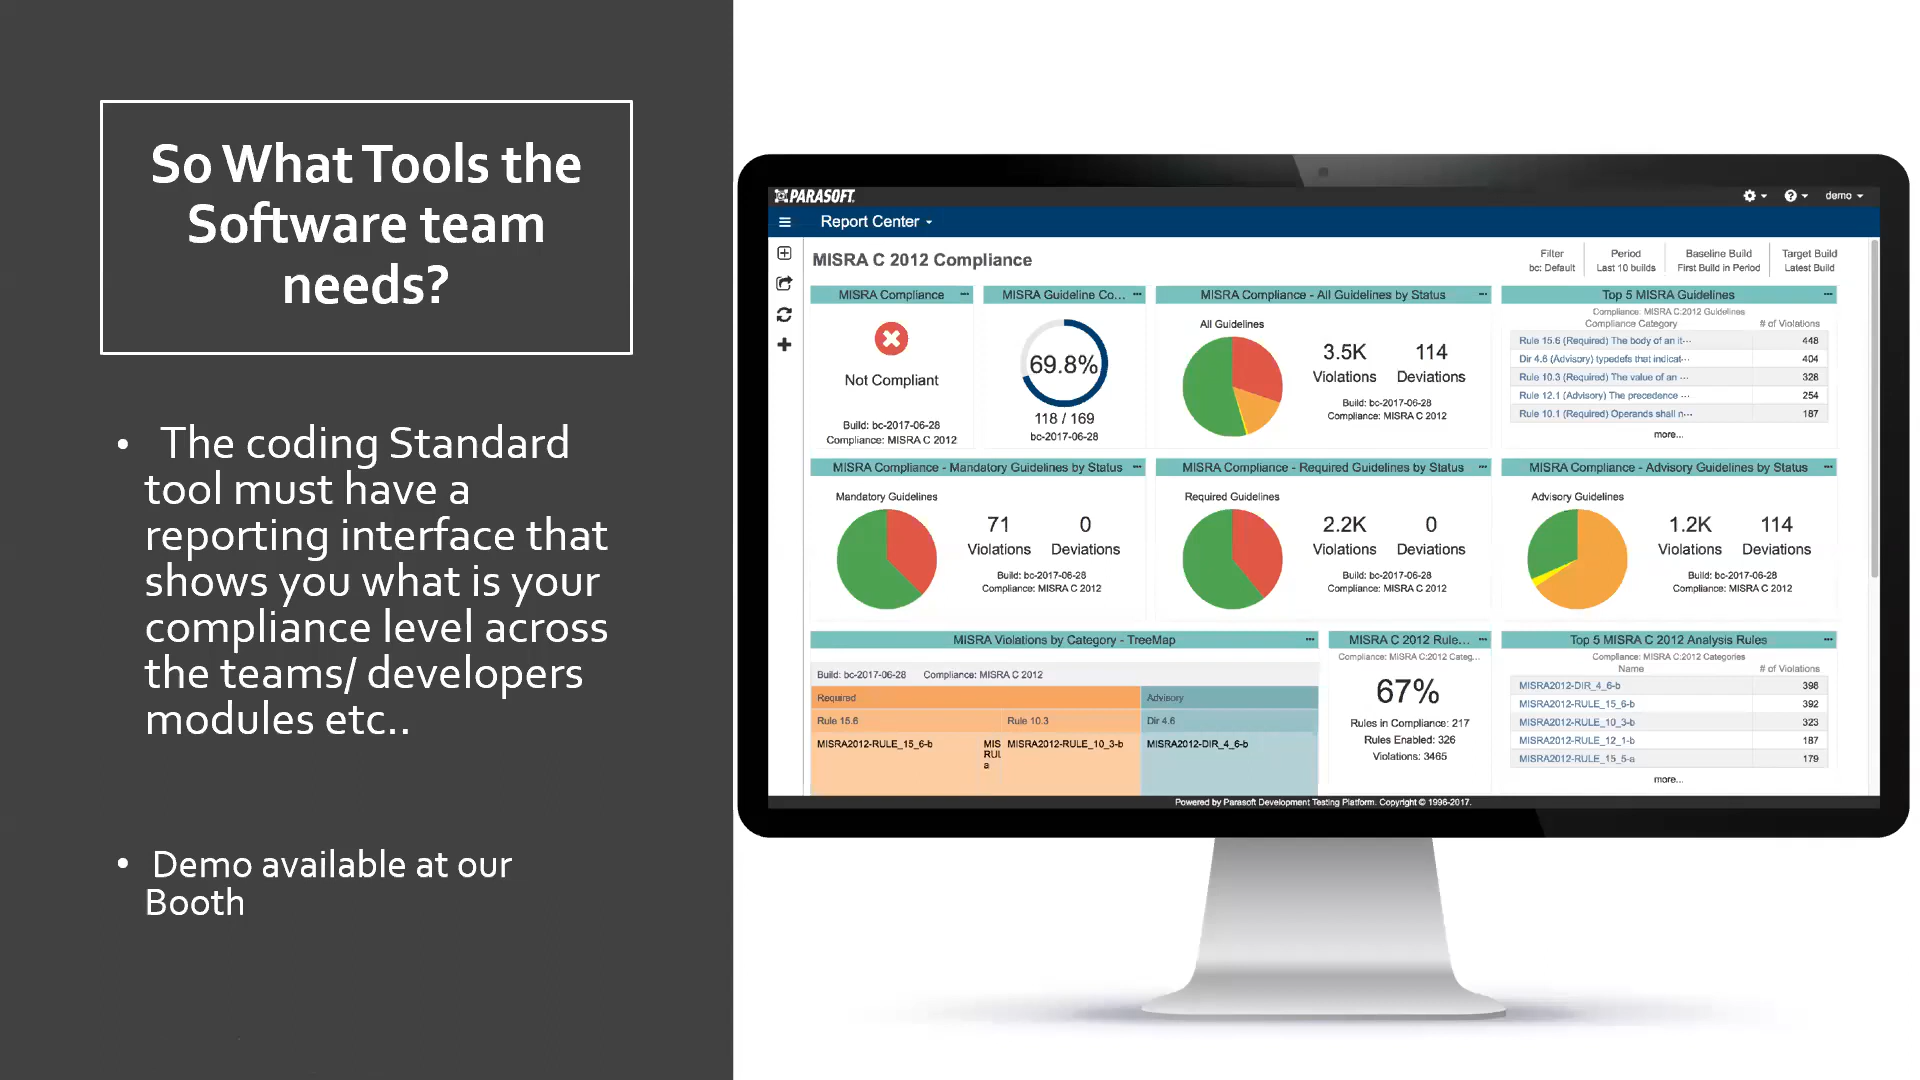 So What Tools the
Software team
needs?
• The coding Standard
tool must have a
reporting interface that
shows you what is your
compliance level across
the teams/ developers
modules etc..
• Demo available at our
Booth
PARASOFT.
demo
Report Center
MISRA C 2012 Compliance
Filter
bc: Default
Period
Last 10 builds
Baseline Build
First Build in Period
Target Build
Latest Build
MISRA Compliance
Not Compliant
Build: bc-2017-06-28
Compliance: MISRA C 2012
MISRA Guideline Co...
69.8%
118 / 169
bc-2017-06-28
MISRA Compliance - All Guidelines by Status
All Guidelines
3.5K 114
Violations Deviations
Build: bc-2017-06-28
Compliance: MISRA C 2012
Top 5 MISRA Guidelines
Compliance: MISRA C:2012 Guidelines
Compliance Category # of Violations
Rule 15.6 (Required) The body of an it... 448
Dir 4.6 (Advisory) typedefs that indicat... 404
Rule 10.3 (Required) The value of an ... 328
Rule 12.1 (Advisory) The precedence ... 254
Rule 10.1 (Required) Operands shall n... 187
more...
MISRA Compliance - Mandatory Guidelines by Status
Mandatory Guidelines
71 0
Violations Deviations
Build: bc-2017-06-28
Compliance: MISRA C 2012
MISRA Compliance - Required Guidelines by Status
Required Guidelines
2.2K 0
Violations Deviations
Build: bc-2017-06-28
Compliance: MISRA C 2012
MISRA Compliance - Advisory Guidelines by Status
Advisory Guidelines
1.2K 114
Violations Deviations
Build: bc-2017-06-28
Compliance: MISRA C 2012
MISRA Violations by Category - TreeMap
Build: bc-2017-06-28 Compliance: MISRA C 2012
Required Advisory
Rule 15.6 Rule 10.3 Dir 4.6
MISRA2012-RULE_15_6-b
MIS
RUL
a
MISRA2012-RULE_10_3-b
MISRA2012-DIR_4_6-b
MISRA C 2012 Rule...
Compliance: MISRA C:2012 Categ...
67%
Rules in Compliance: 217
Rules Enabled: 326
Violations: 3465
Top 5 MISRA C 2012 Analysis Rules
Compliance: MISRA C:2012 Categories
Name # of Violations
MISRA2012-DIR_4_6-b 398
MISRA2012-RULE_15_6-b 392
MISRA2012-RULE_10_3-b 323
MISRA2012-RULE_12_1-b 187
MISRA2012-RULE_15_5-a 179
more...
Powered by Parasoft Development Testing Platform. Copyright © 1996-2017.